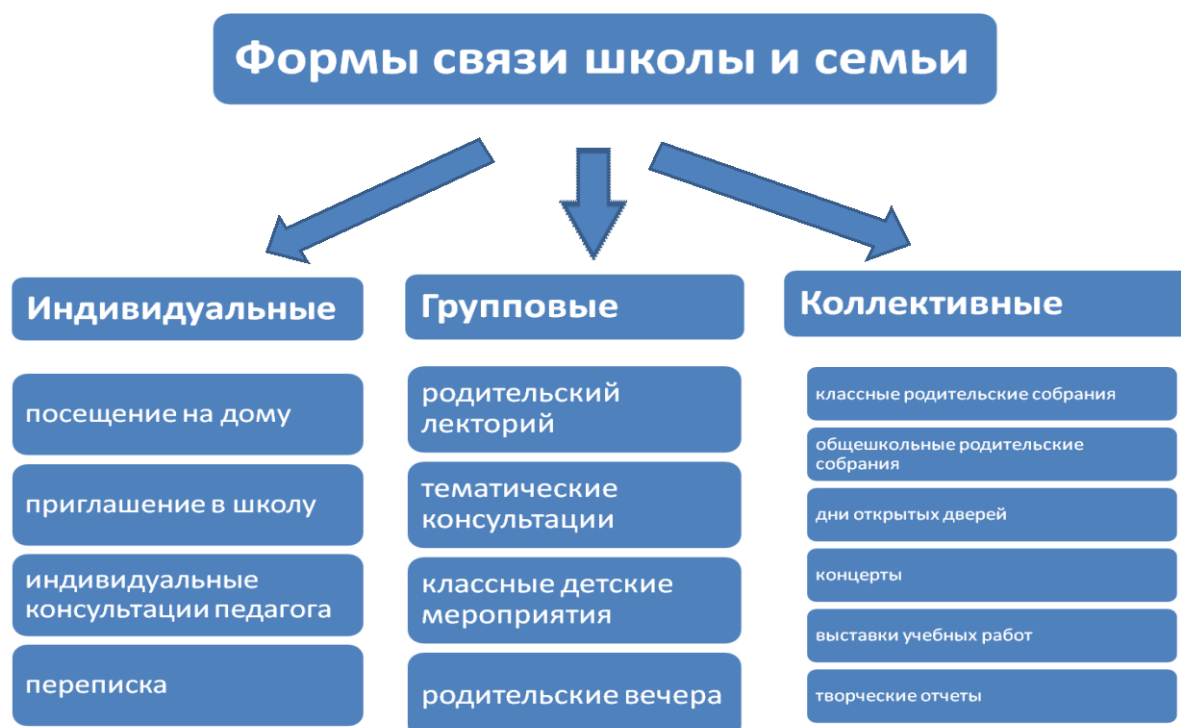 Формы связи школы и семьи
Индивидуальные
посещение на дому
приглашение в школу
индивидуальные
консультации педагога
переписка
Групповые
родительский
лекторий
тематические
консультации
классные детские
мероприятия
родительские вечера
Коллективные
классные родительские собрания
общешкольные родительские
собрания
дни открытых дверей
концерты
выставки учебных работ
творческие отчеты